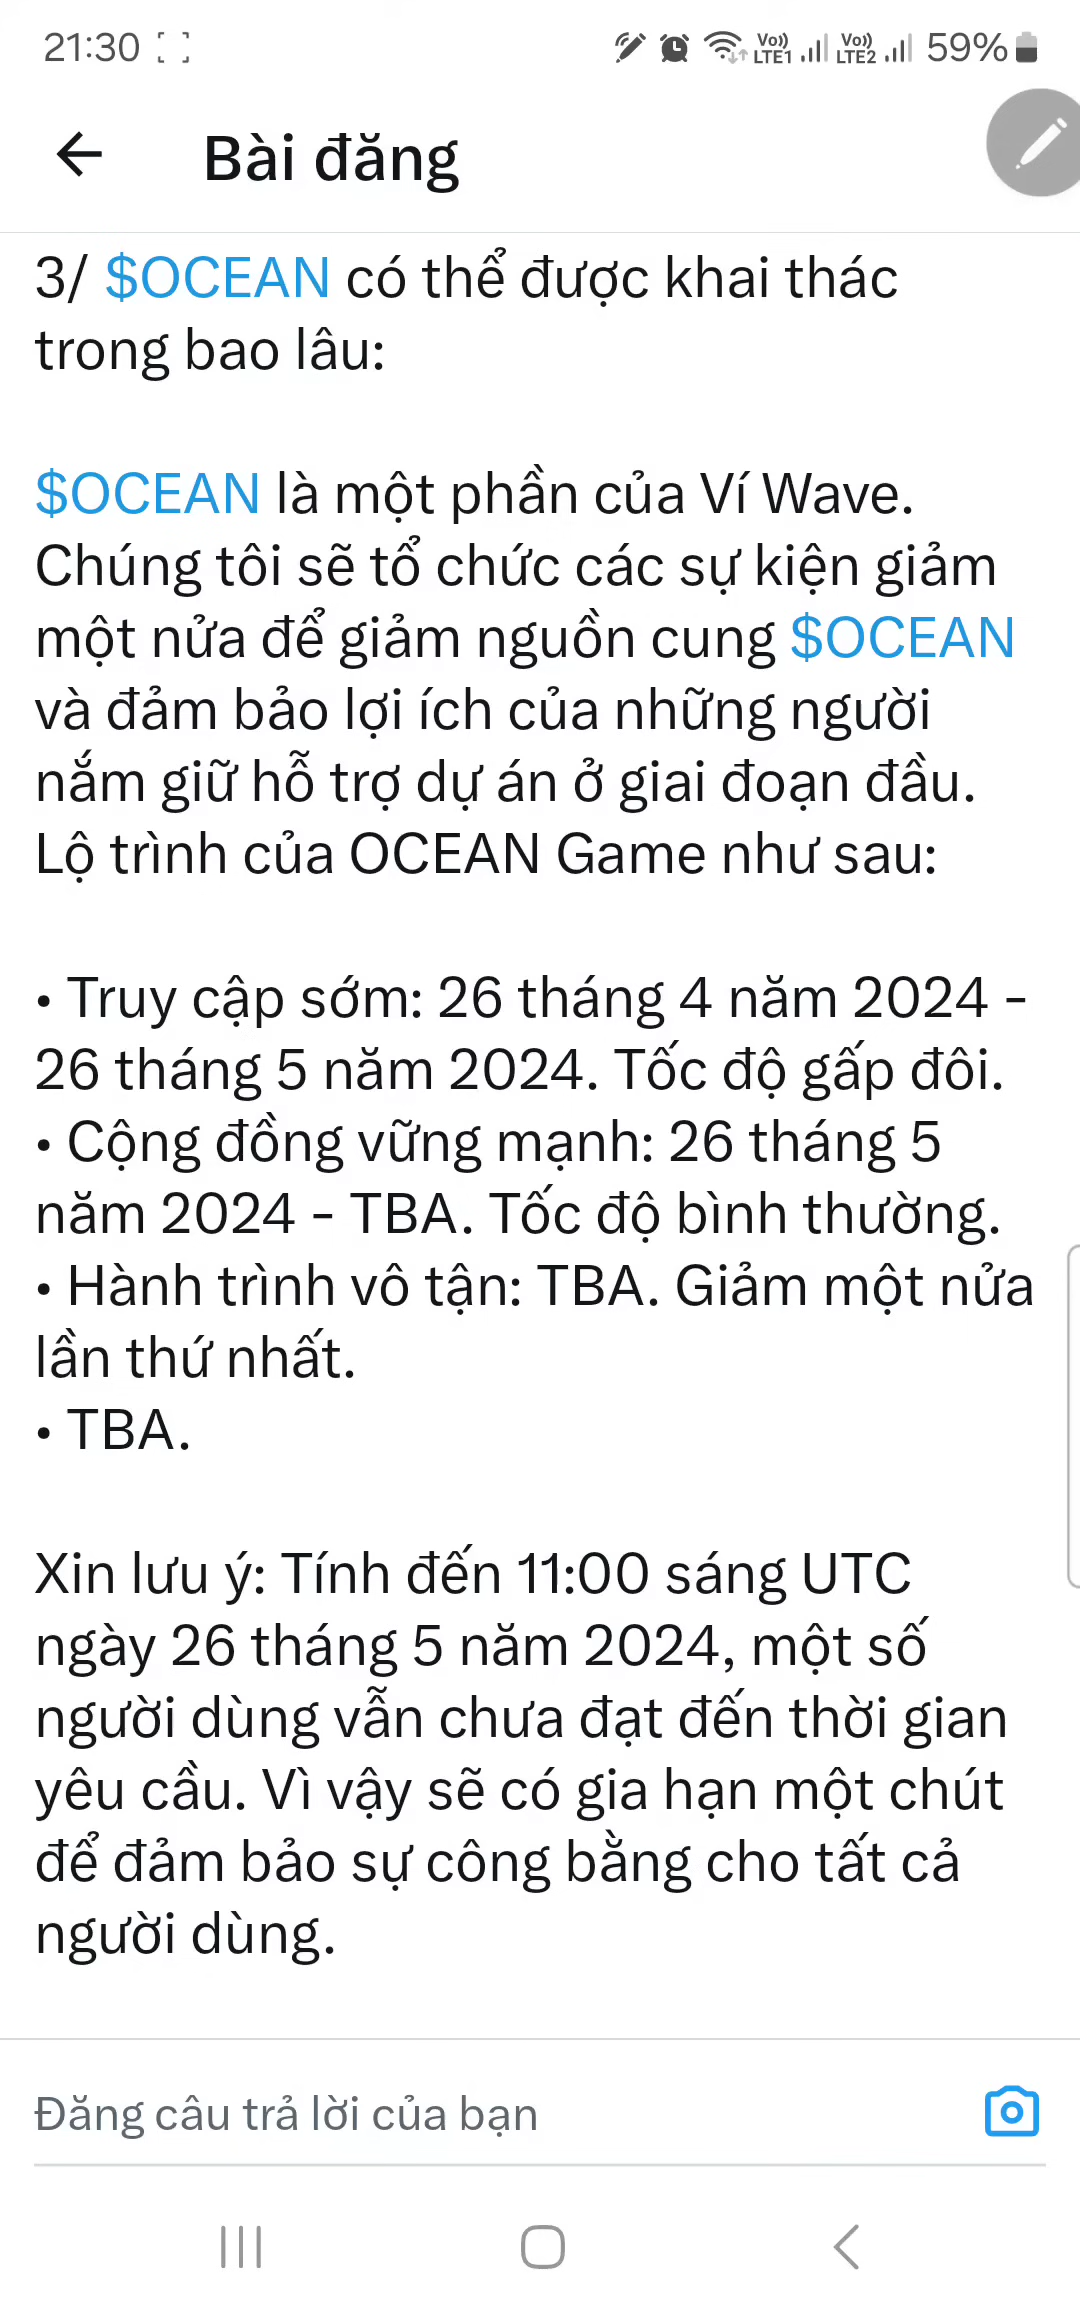 21:30 Vo)) LTE1 Vo)) LTE2 59%
Bài đăng
3/ $OCEAN có thể được khai thác
trong bao lâu:
$OCEAN là một phần của Ví Wave.
Chúng tôi sẽ tổ chức các sự kiện giảm
một nửa để giảm nguồn cung $OCEAN
và đảm bảo lợi ích của những người
nắm giữ hỗ trợ dự án ở giai đoạn đầu.
Lộ trình của OCEAN Game như sau:
• Truy cập sớm: 26 tháng 4 năm 2024 -
26 tháng 5 năm 2024. Tốc độ gấp đôi.
• Cộng đồng vững mạnh: 26 tháng 5
năm 2024 - TBA. Tốc độ bình thường.
• Hành trình vô tận: TBA. Giảm một nửa
lần thứ nhất.
• TBA.
Xin lưu ý: Tính đến 11:00 sáng UTC
ngày 26 tháng 5 năm 2024, một số
người dùng vẫn chưa đạt đến thời gian
yêu cầu. Vì vậy sẽ có gia hạn một chút
để đảm bảo sự công bằng cho tất cả
người dùng.
Đăng câu trả lời của bạn